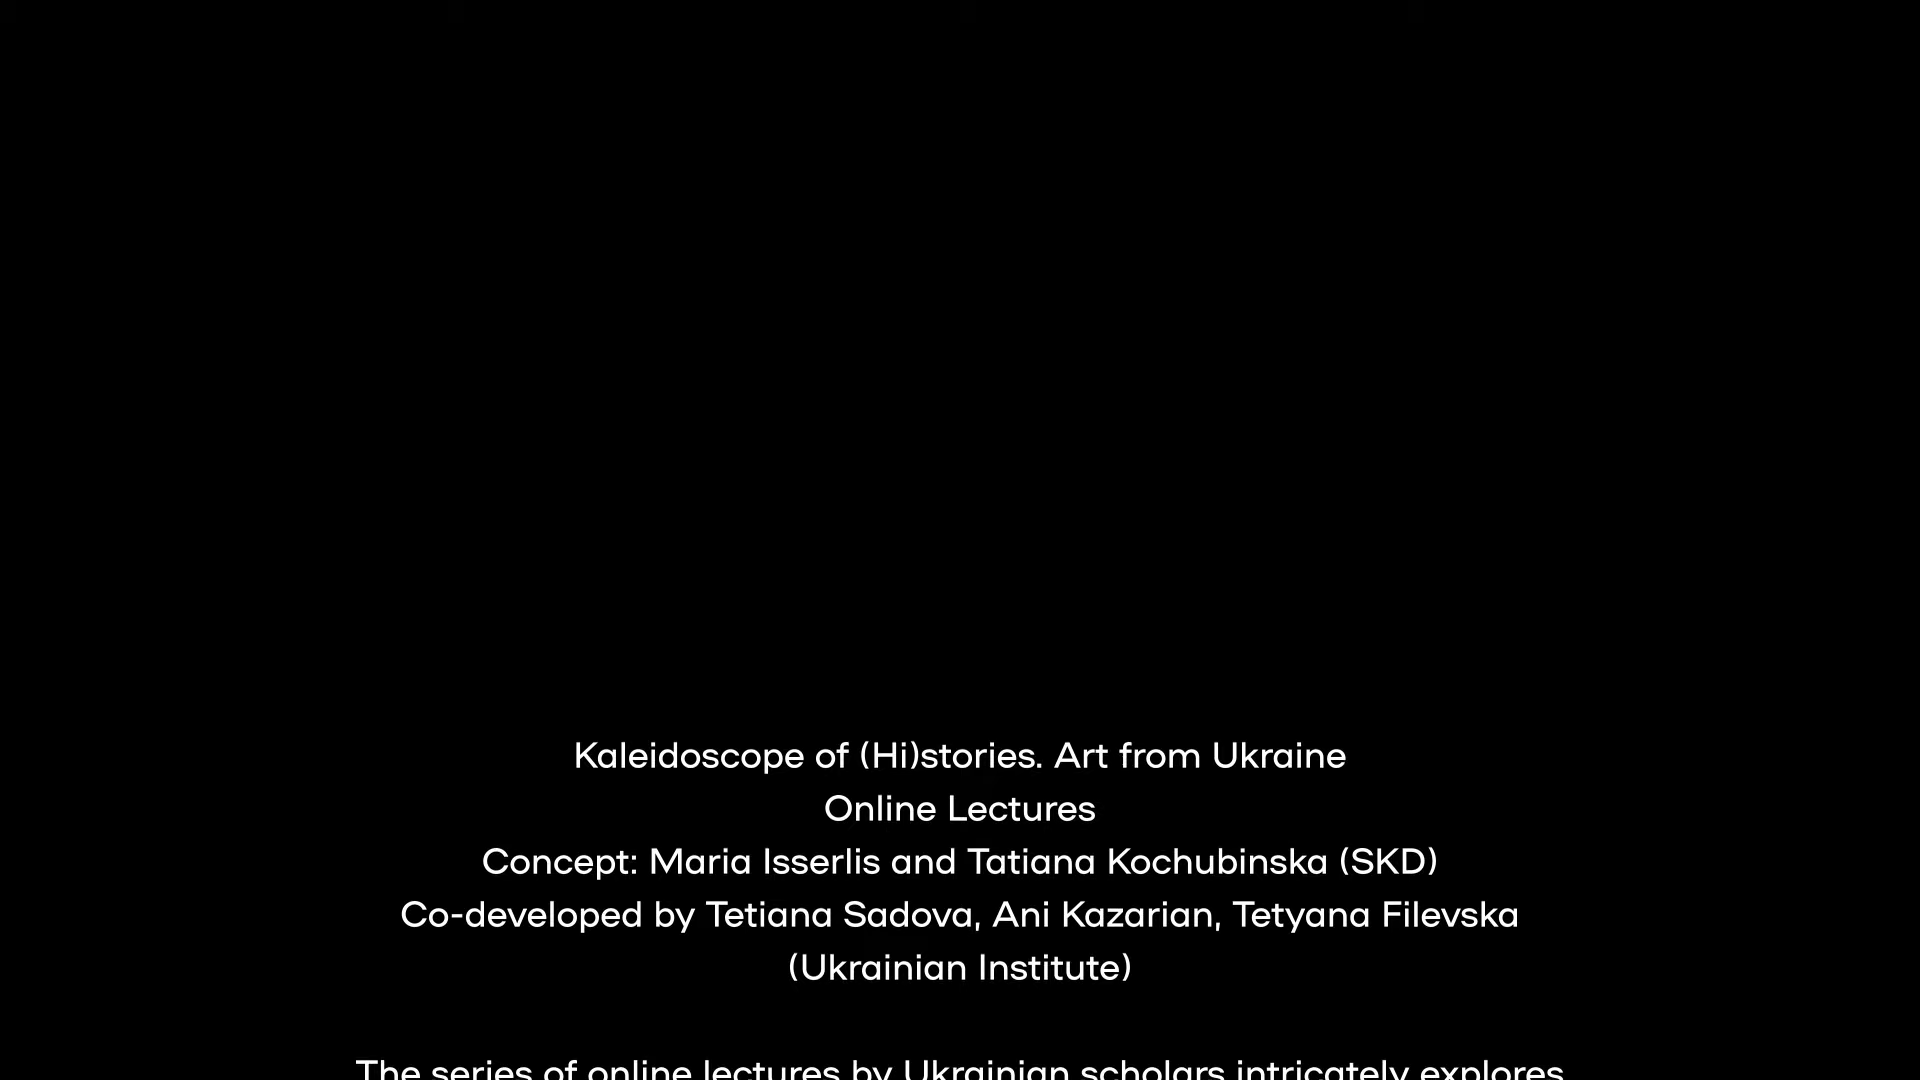 Kaleidoscope of (Hi)stories. Art from Ukraine
Online Lectures
Concept: Maria Isserlis and Tatiana Kochubinska (SKD)
Co-developed by Tetiana Sadova, Ani Kazarian, Tetyana Filevska
(Ukrainian Institute)
The series of online lectures by Ukrainian scholars intricately explores